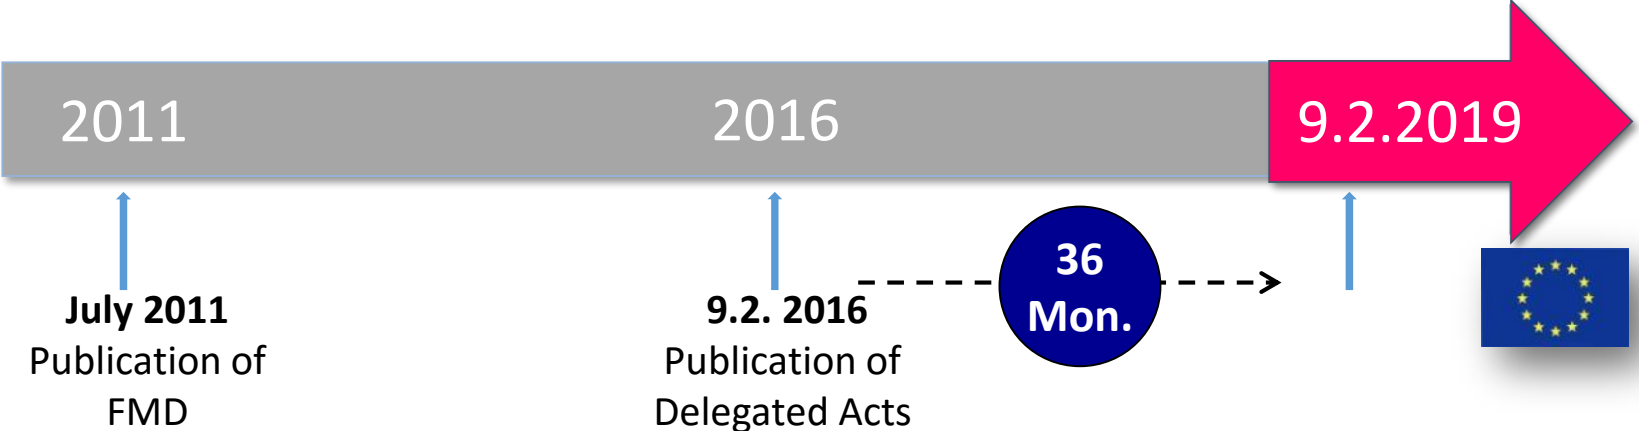 2011
2016
9.2.2019
July 2011
Publication of
FMD
9.2. 2016
Publication of
Delegated Acts
36
Mon.